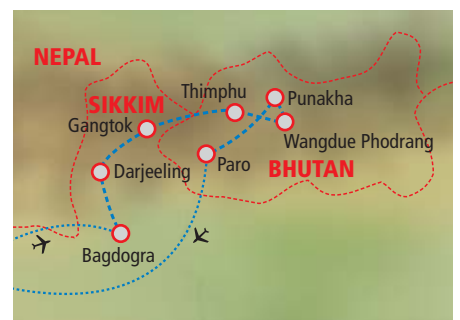 NEPAL
SIKKIM
Thimphu
Punakha
Gangtok
Wangdue Phodrang
Darjeeling
Paro
BHUTAN
Bagdogra